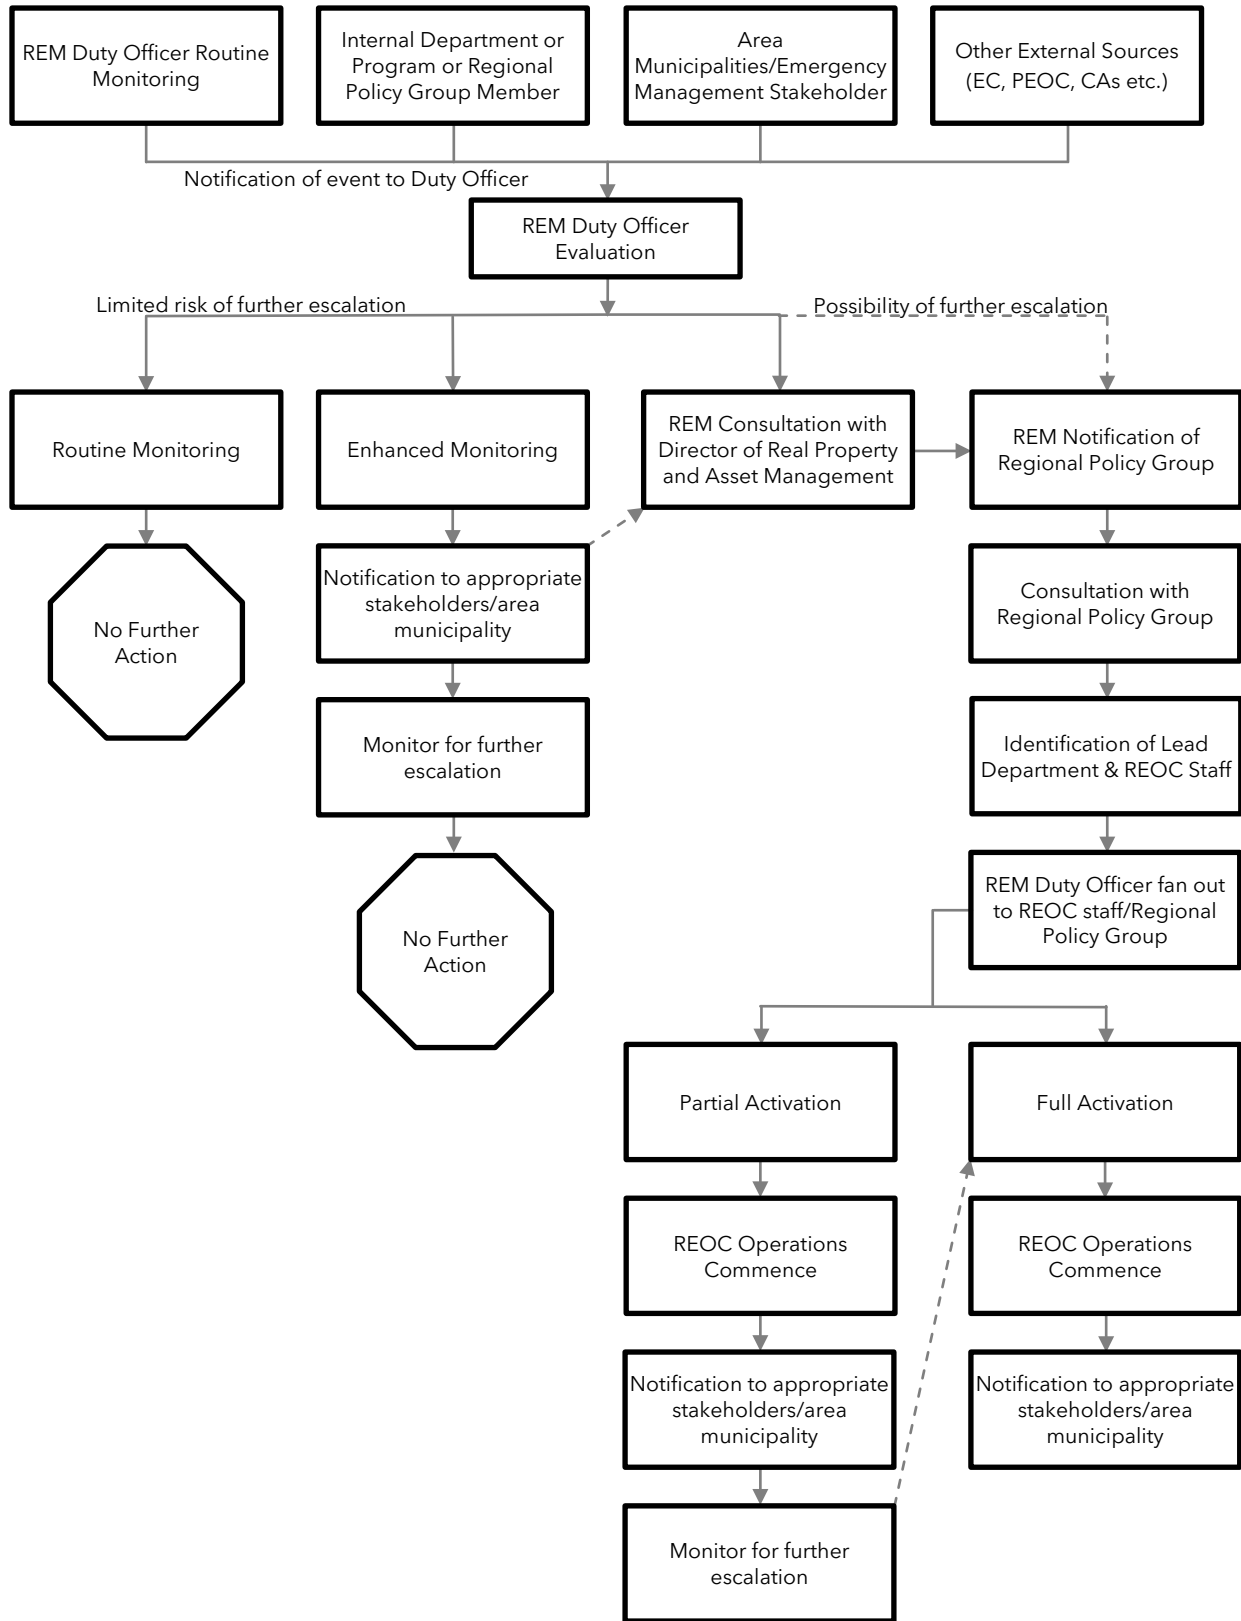 REM Duty Officer Routine
Monitoring
Internal Department or
Program or Regional
Policy Group Member
Area
Municipalities/Emergency
Management Stakeholder
Other External Sources
(EC, PEOC, CAs etc.)
Notification of event to Duty Officer
REM Duty Officer
Evaluation
Limited risk of further escalation
Possibility of further escalation
Routine Monitoring
Enhanced Monitoring
REM Consultation with
Director of Real Property
and Asset Management
REM Notification of
Regional Policy Group
No Further
Action
Notification to appropriate
stakeholders/area
municipality
Consultation with
Regional Policy Group
Monitor for further
escalation
Identification of Lead
Department & REOC Staff
No Further
Action
REM Duty Officer fan out
to REOC staff/Regional
Policy Group
Partial Activation
Full Activation
REOC Operations
Commence
REOC Operations
Commence
Notification to appropriate
stakeholders/area
municipality
Notification to appropriate
stakeholders/area
municipality
Monitor for further
escalation